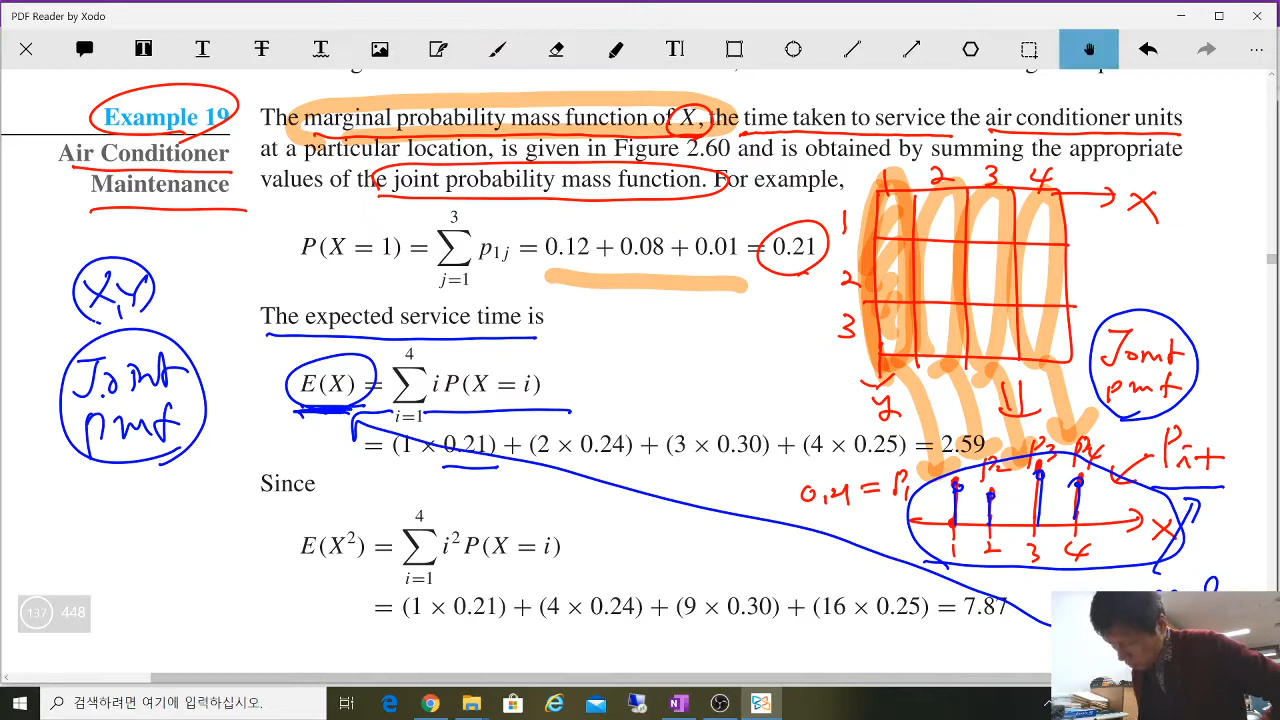 PDF Reader by Xodo
Example 19
Air Conditioner
Maintenance
The marginal probability mass function of X, the time taken to service the air conditioner units
at a particular location, is given in Figure 2.60 and is obtained by summing the appropriate
values of the joint probability mass function. For example,
P(X = 1) = ∑ p1j = 0.12 + 0.08 + 0.01 = 0.21
3
j=1
The expected service time is
E(X) = ∑ i P(X = i)
4
i=1
= (1 × 0.21) + (2 × 0.24) + (3 × 0.30) + (4 × 0.25) = 2.59
Since
E(X²) = ∑ i² P(X = i)
4
i=1
= (1 × 0.21) + (4 × 0.24) + (9 × 0.30) + (16 × 0.25) = 7.87
X, Y
Joint
pmf
1 2 3 4
X
1
2
3
y
Joint
pmf
0.21 = P1
P2
P3
P4
Pi+
1 2 3 4
X
137 448
검색하려면 여기에 입력하십시오.